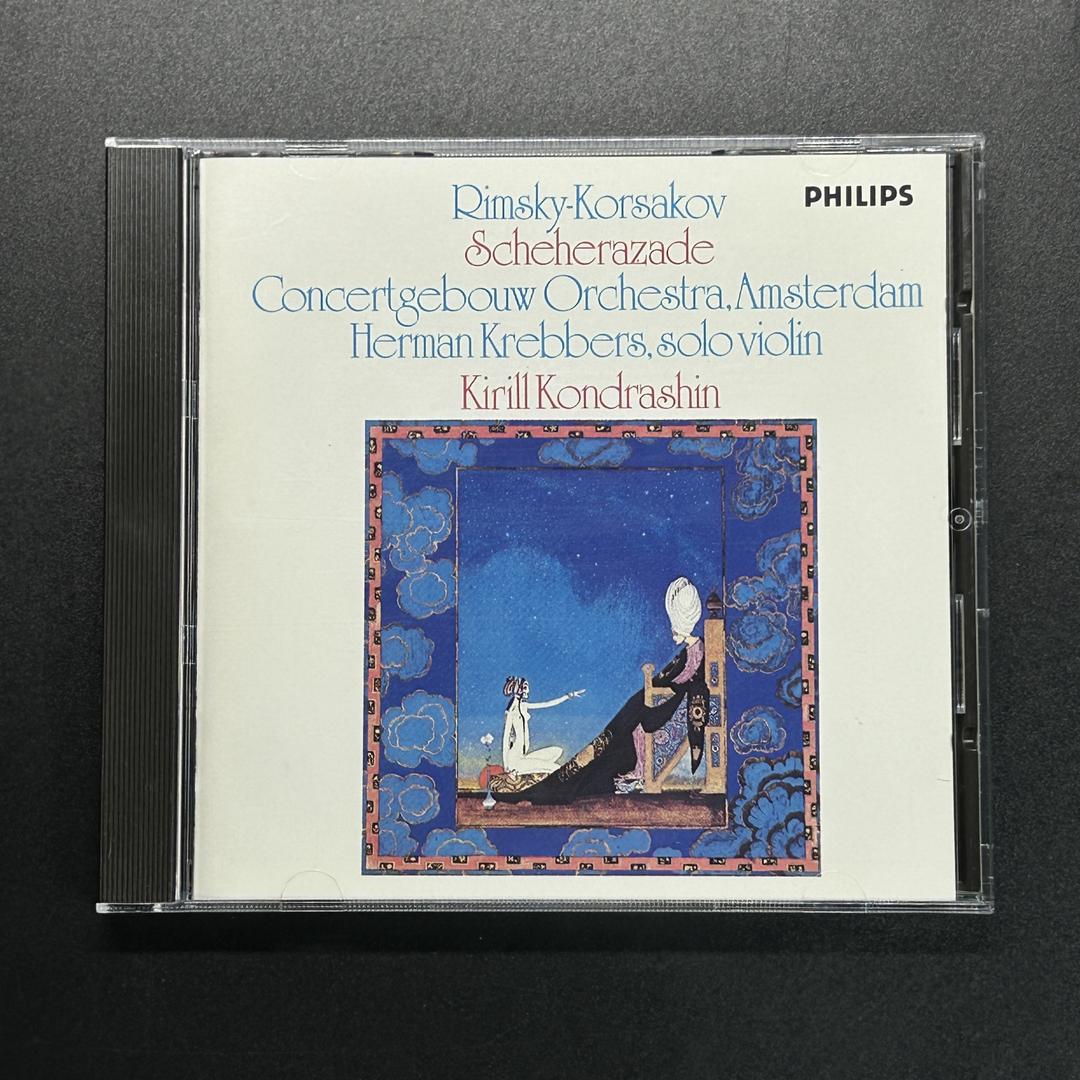 Rimsky-Korsakov
PHILIPS
Scheherazade
Concertgebouw Orchestra, Amsterdam
Herman Krebbers, solo violin
Kirill Kondrashin